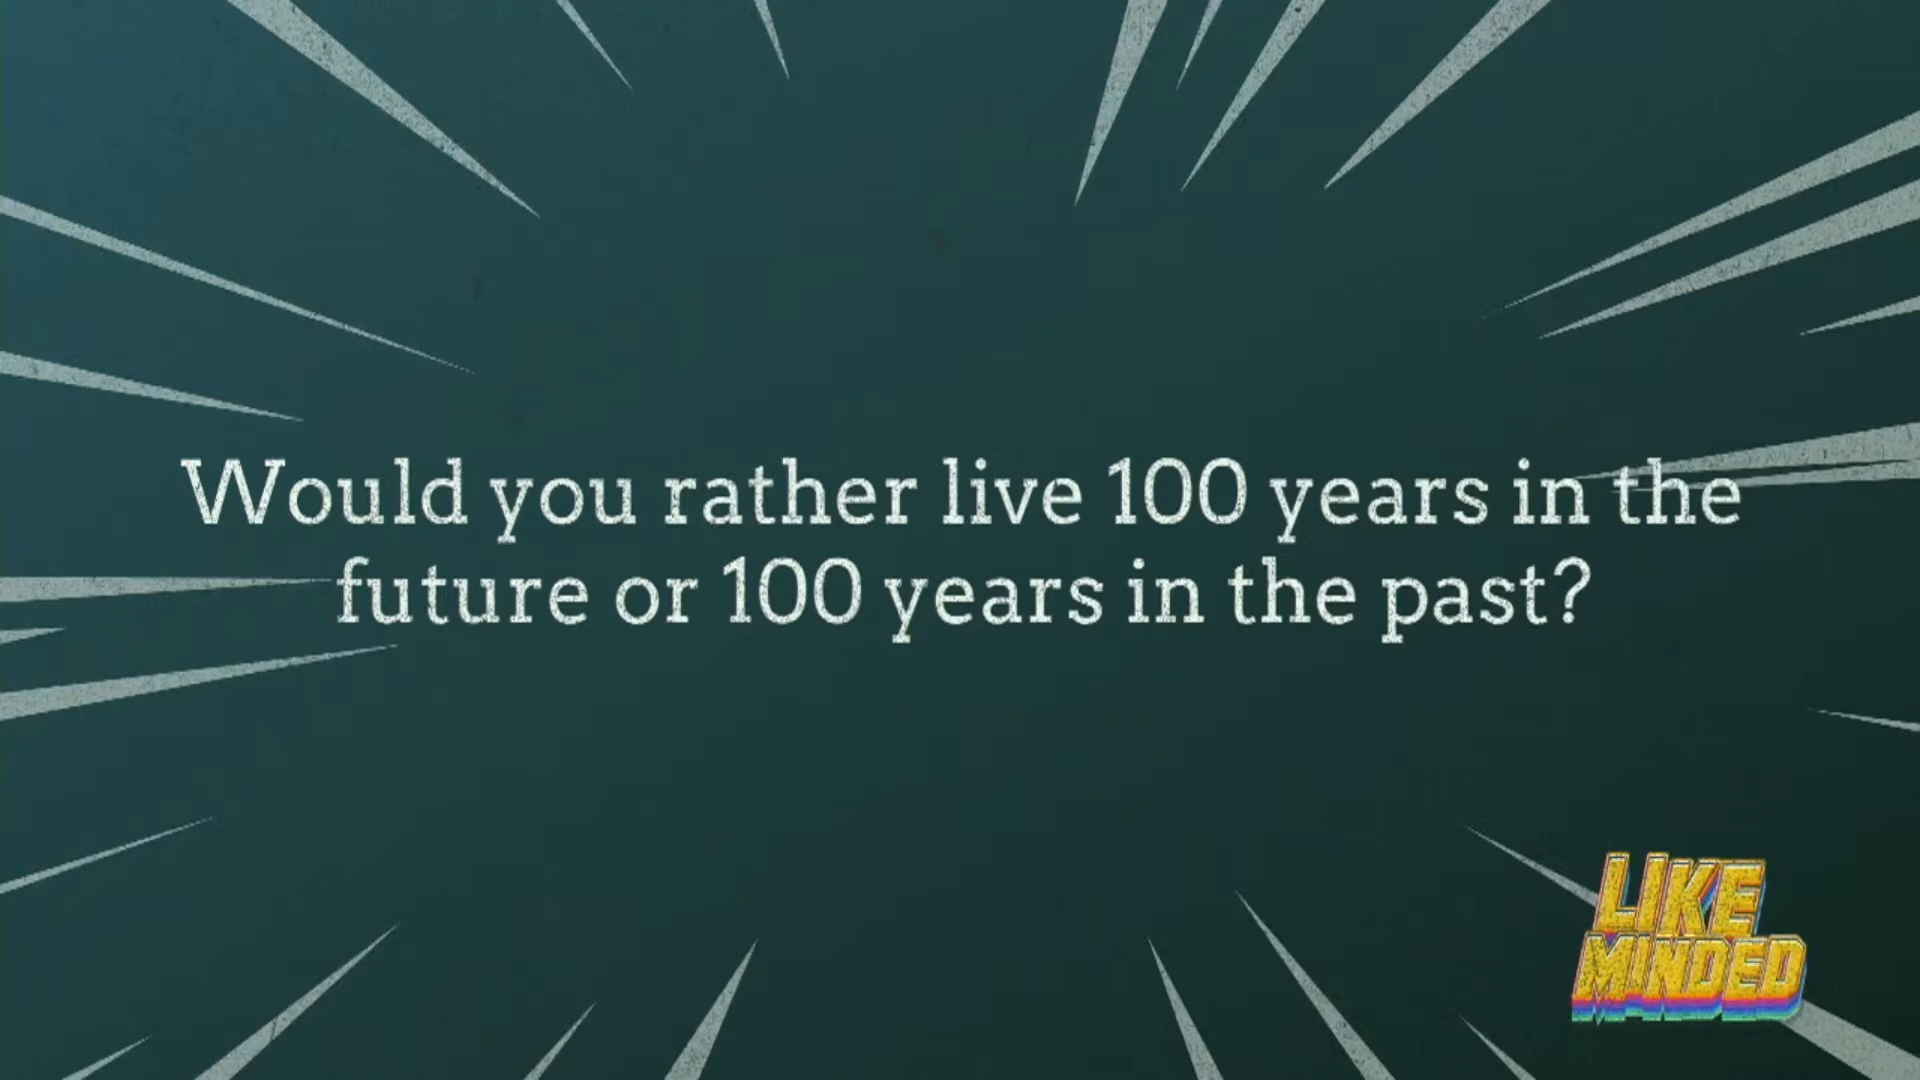 Would you rather live 100 years in the
future or 100 years in the past?
LIKE
MINDED